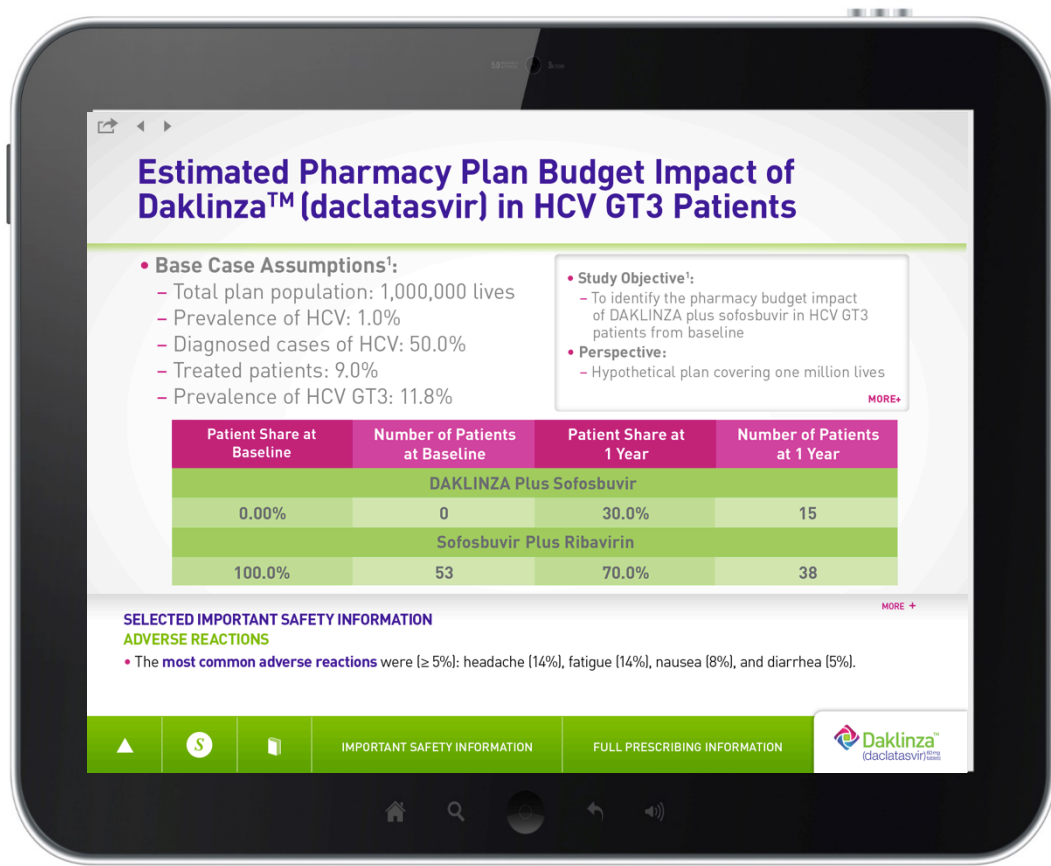 Estimated Pharmacy Plan Budget Impact of
Daklinza™ (daclatasvir) in HCV GT3 Patients
• Base Case Assumptions¹:
– Total plan population: 1,000,000 lives
– Prevalence of HCV: 1.0%
– Diagnosed cases of HCV: 50.0%
– Treated patients: 9.0%
– Prevalence of HCV GT3: 11.8%
• Study Objective¹:
– To identify the pharmacy budget impact
of DAKLINZA plus sofosbuvir in HCV GT3
patients from baseline
• Perspective:
– Hypothetical plan covering one million lives
MORE+
Patient Share at Baseline Number of Patients at Baseline Patient Share at 1 Year Number of Patients at 1 Year
DAKLINZA Plus Sofosbuvir
0.00% 0 30.0% 15
Sofosbuvir Plus Ribavirin
100.0% 53 70.0% 38
MORE +
SELECTED IMPORTANT SAFETY INFORMATION
ADVERSE REACTIONS
• The most common adverse reactions were (≥ 5%): headache (14%), fatigue (14%), nausea (8%), and diarrhea (5%).
S
IMPORTANT SAFETY INFORMATION
FULL PRESCRIBING INFORMATION
Daklinza™
(daclatasvir) 60 mg tablets